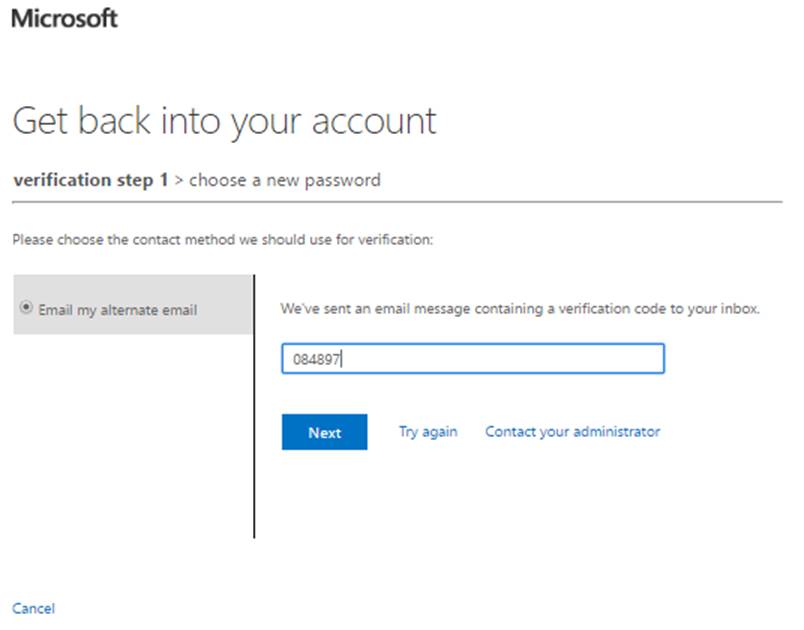 Microsoft
Get back into your account
verification step 1 > choose a new password
Please choose the contact method we should use for verification:
Email my alternate email
We've sent an email message containing a verification code to your inbox.
084897
Next Try again Contact your administrator
Cancel